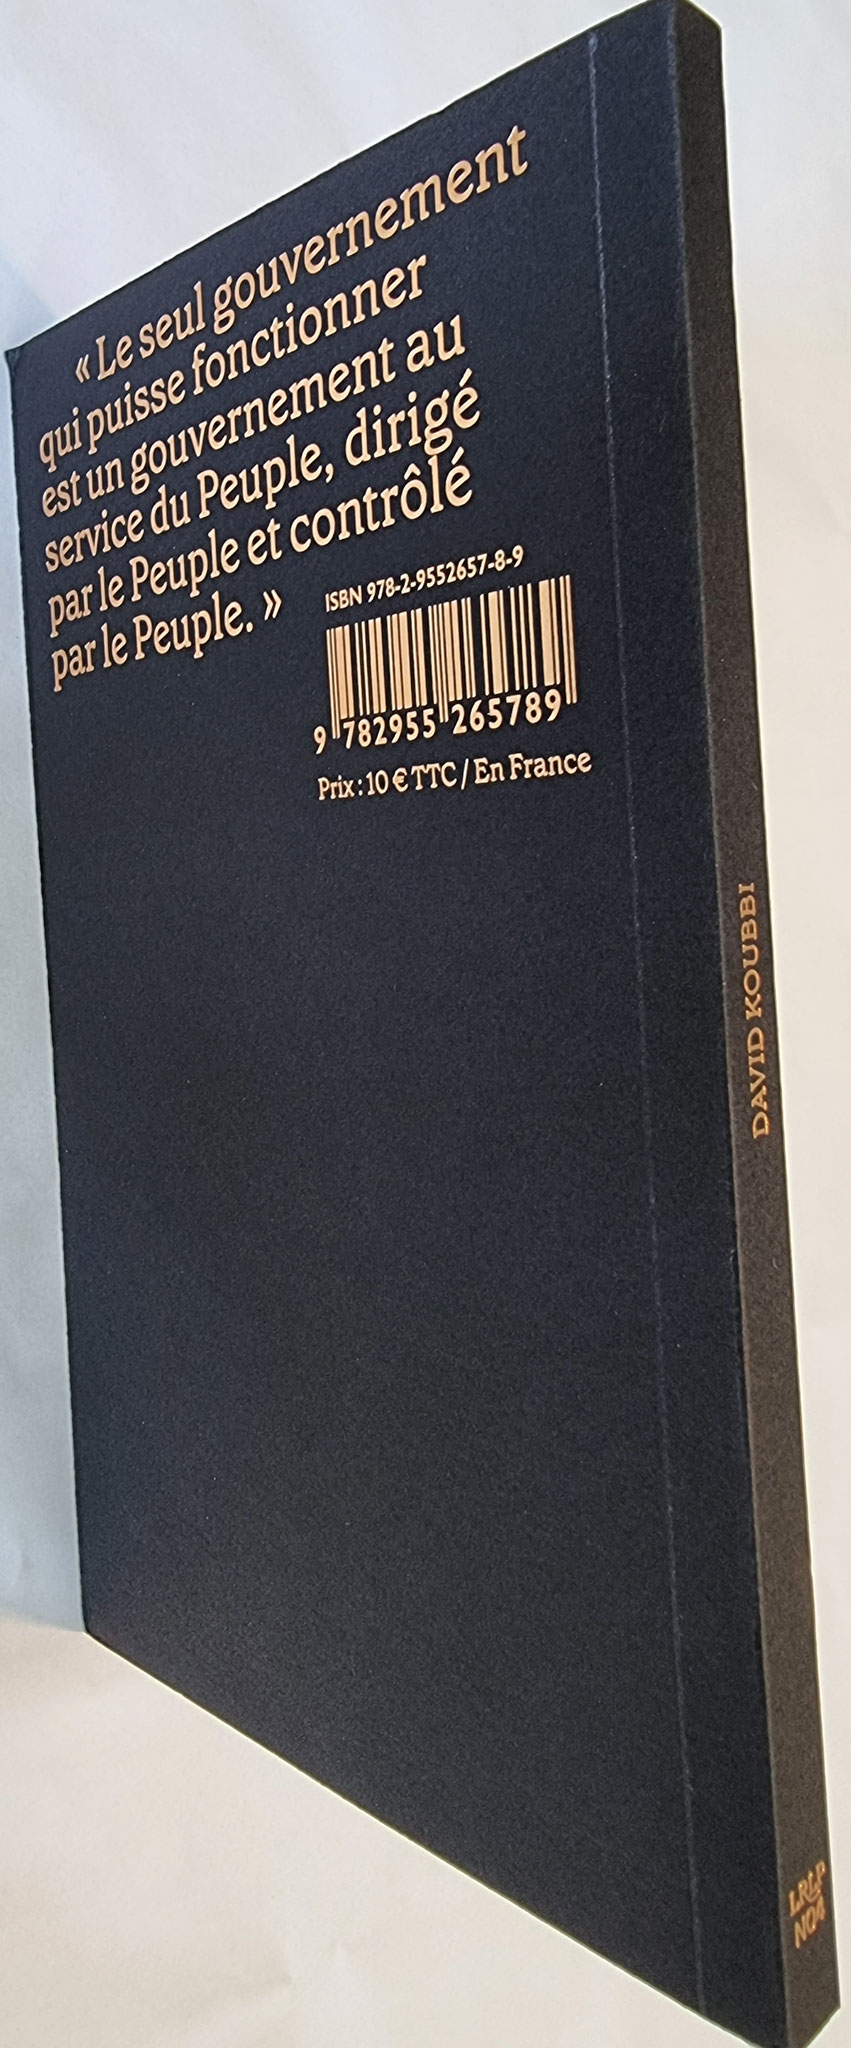 « Le seul gouvernement
qui puisse fonctionner
est un gouvernement au
service du Peuple, dirigé
par le Peuple et contrôlé
par le Peuple. »
ISBN 978-2-9552657-8-9
9 782955 265789
Prix : 10 € TTC / En France
DAVID KOUBBI
LRLP
NO4